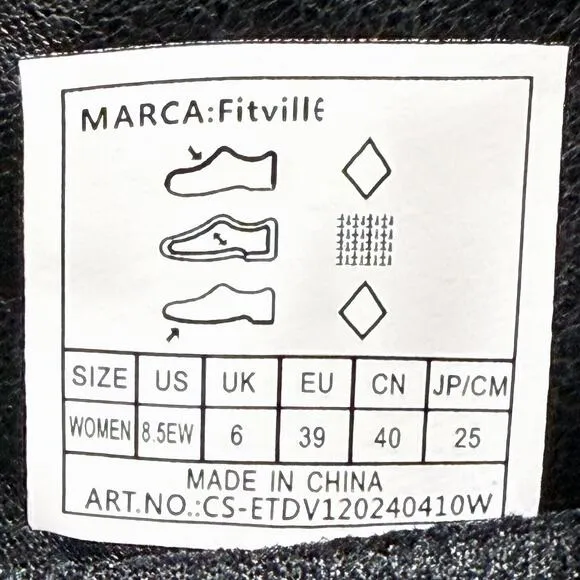 MARCA:Fitville
SIZE US UK EU CN JP/CM
WOMEN 8.5EW 6 39 40 25
MADE IN CHINA
ART.NO.:CS-ETDV120240410W